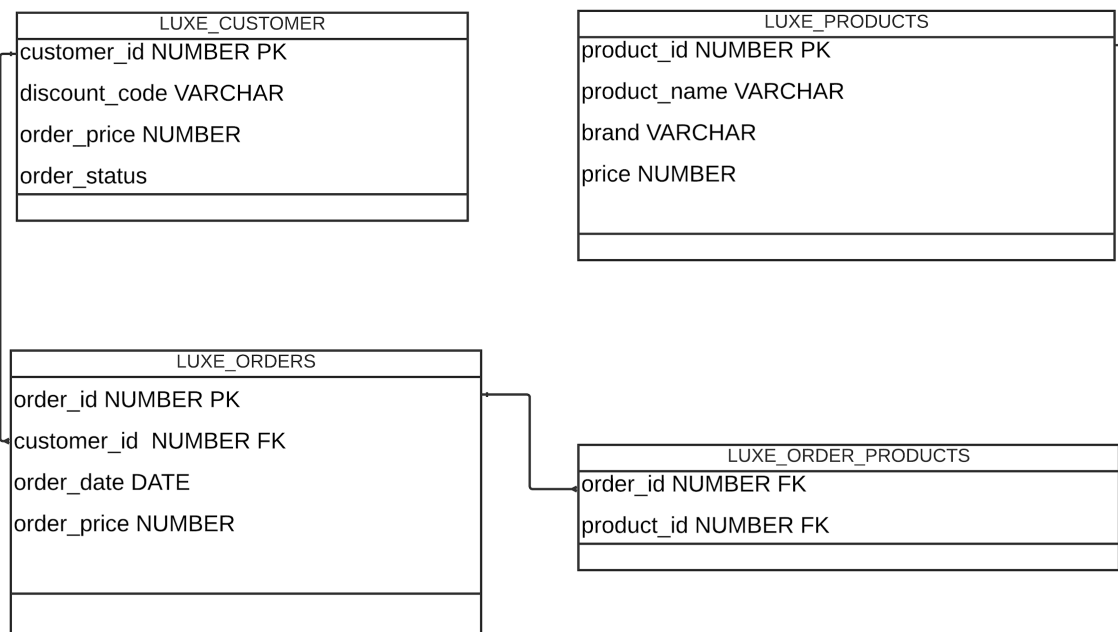 LUXE_CUSTOMER
customer_id NUMBER PK
discount_code VARCHAR
order_price NUMBER
order_status
LUXE_PRODUCTS
product_id NUMBER PK
product_name VARCHAR
brand VARCHAR
price NUMBER
LUXE_ORDERS
order_id NUMBER PK
customer_id  NUMBER FK
order_date DATE
order_price NUMBER
LUXE_ORDER_PRODUCTS
order_id NUMBER FK
product_id NUMBER FK